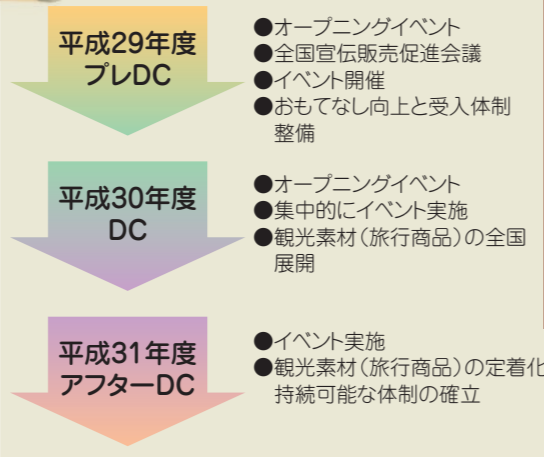 平成29年度
プレDC
●オープニングイベント
●全国宣伝販売促進会議
●イベント開催
●おもてなし向上と受入体制
整備
平成30年度
DC
●オープニングイベント
●集中的にイベント実施
●観光素材（旅行商品）の全国
展開
平成31年度
アフターDC
●イベント実施
●観光素材（旅行商品）の定着化
持続可能な体制の確立